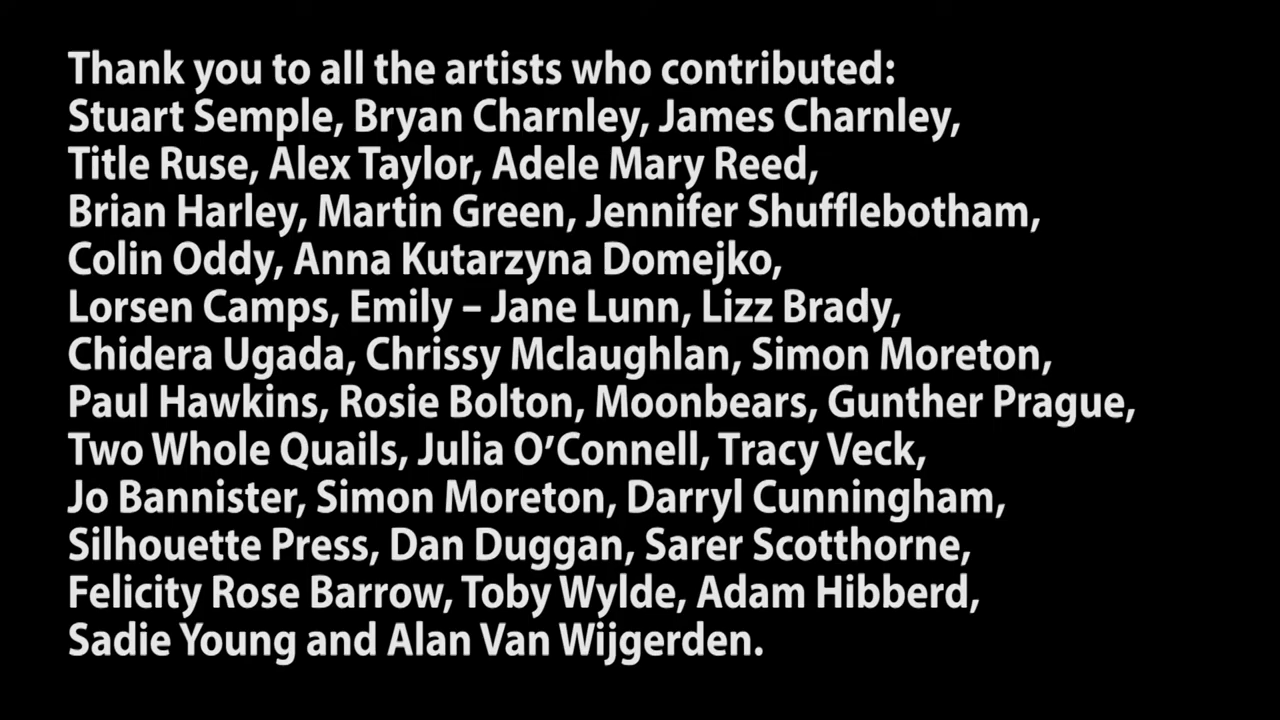 Thank you to all the artists who contributed:
Stuart Semple, Bryan Charnley, James Charnley,
Title Ruse, Alex Taylor, Adele Mary Reed,
Brian Harley, Martin Green, Jennifer Shufflebotham,
Colin Oddy, Anna Kutarzyna Domejko,
Lorsen Camps, Emily – Jane Lunn, Lizz Brady,
Chidera Ugada, Chrissy Mclaughlan, Simon Moreton,
Paul Hawkins, Rosie Bolton, Moonbears, Gunther Prague,
Two Whole Quails, Julia O’Connell, Tracy Veck,
Jo Bannister, Simon Moreton, Darryl Cunningham,
Silhouette Press, Dan Duggan, Sarer Scotthorne,
Felicity Rose Barrow, Toby Wylde, Adam Hibberd,
Sadie Young and Alan Van Wijgerden.